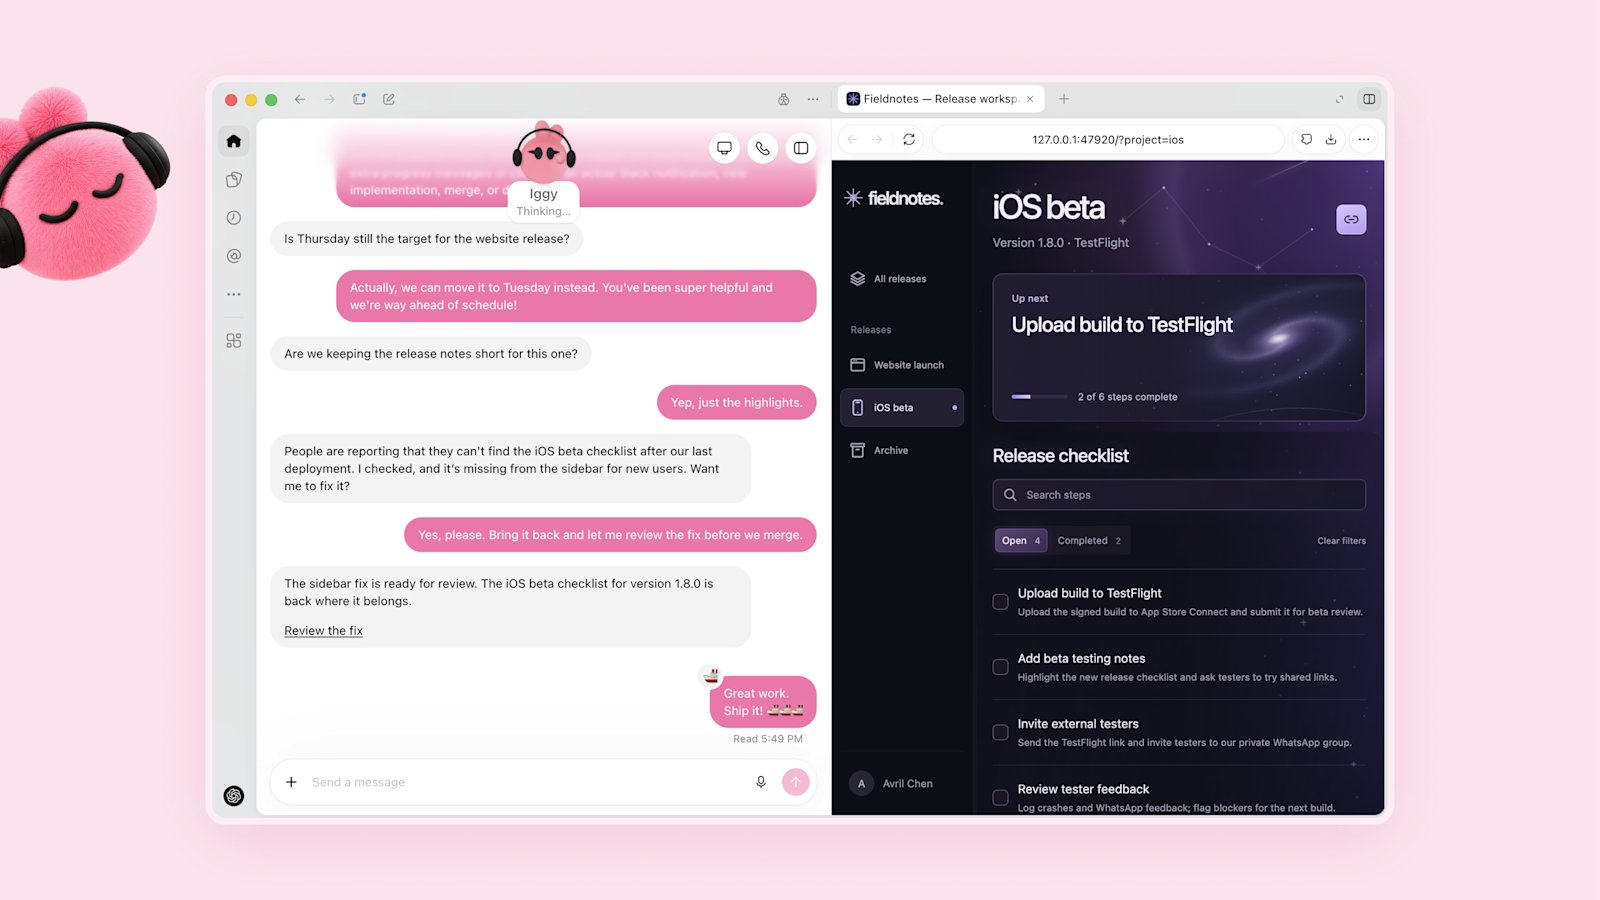 Fieldnotes — Release worksp
127.0.0.1:47920/?project=ios
implementation, merge, or d
Iggy
Thinking...
Is Thursday still the target for the website release?
Actually, we can move it to Tuesday instead. You've been super helpful and
we're way ahead of schedule!
Are we keeping the release notes short for this one?
Yep, just the highlights.
People are reporting that they can't find the iOS beta checklist after our last
deployment. I checked, and it's missing from the sidebar for new users. Want
me to fix it?
Yes, please. Bring it back and let me review the fix before we merge.
The sidebar fix is ready for review. The iOS beta checklist for version 1.8.0 is
back where it belongs.
Review the fix
Great work.
Ship it! 🚢🚢🚢
Read 5:49 PM
Send a message
fieldnotes.
All releases
Releases
Website launch
iOS beta
Archive
A
Avril Chen
iOS beta
Version 1.8.0 · TestFlight
Up next
Upload build to TestFlight
2 of 6 steps complete
Release checklist
Search steps
Open 4
Completed 2
Clear filters
Upload build to TestFlight
Upload the signed build to App Store Connect and submit it for beta review.
Add beta testing notes
Highlight the new release checklist and ask testers to try shared links.
Invite external testers
Send the TestFlight link and invite testers to our private WhatsApp group.
Review tester feedback
Log crashes and WhatsApp feedback; flag blockers for the next build.